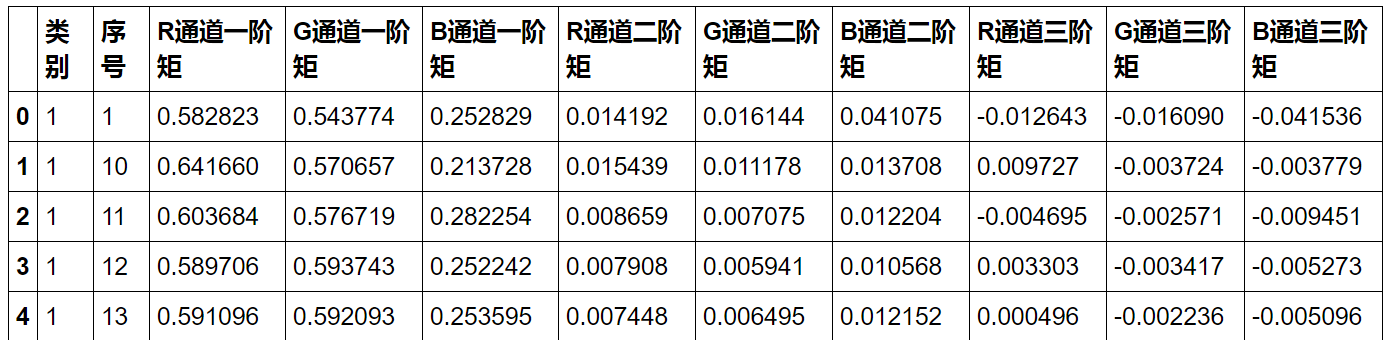 类别 序号 R通道一阶矩 G通道一阶矩 B通道一阶矩 R通道二阶矩 G通道二阶矩 B通道二阶矩 R通道三阶矩 G通道三阶矩 B通道三阶矩
0 1 1 0.582823 0.543774 0.252829 0.014192 0.016144 0.041075 -0.012643 -0.016090 -0.041536
1 1 10 0.641660 0.570657 0.213728 0.015439 0.011178 0.013708 0.009727 -0.003724 -0.003779
2 1 11 0.603684 0.576719 0.282254 0.008659 0.007075 0.012204 -0.004695 -0.002571 -0.009451
3 1 12 0.589706 0.593743 0.252242 0.007908 0.005941 0.010568 0.003303 -0.003417 -0.005273
4 1 13 0.591096 0.592093 0.253595 0.007448 0.006495 0.012152 0.000496 -0.002236 -0.005096